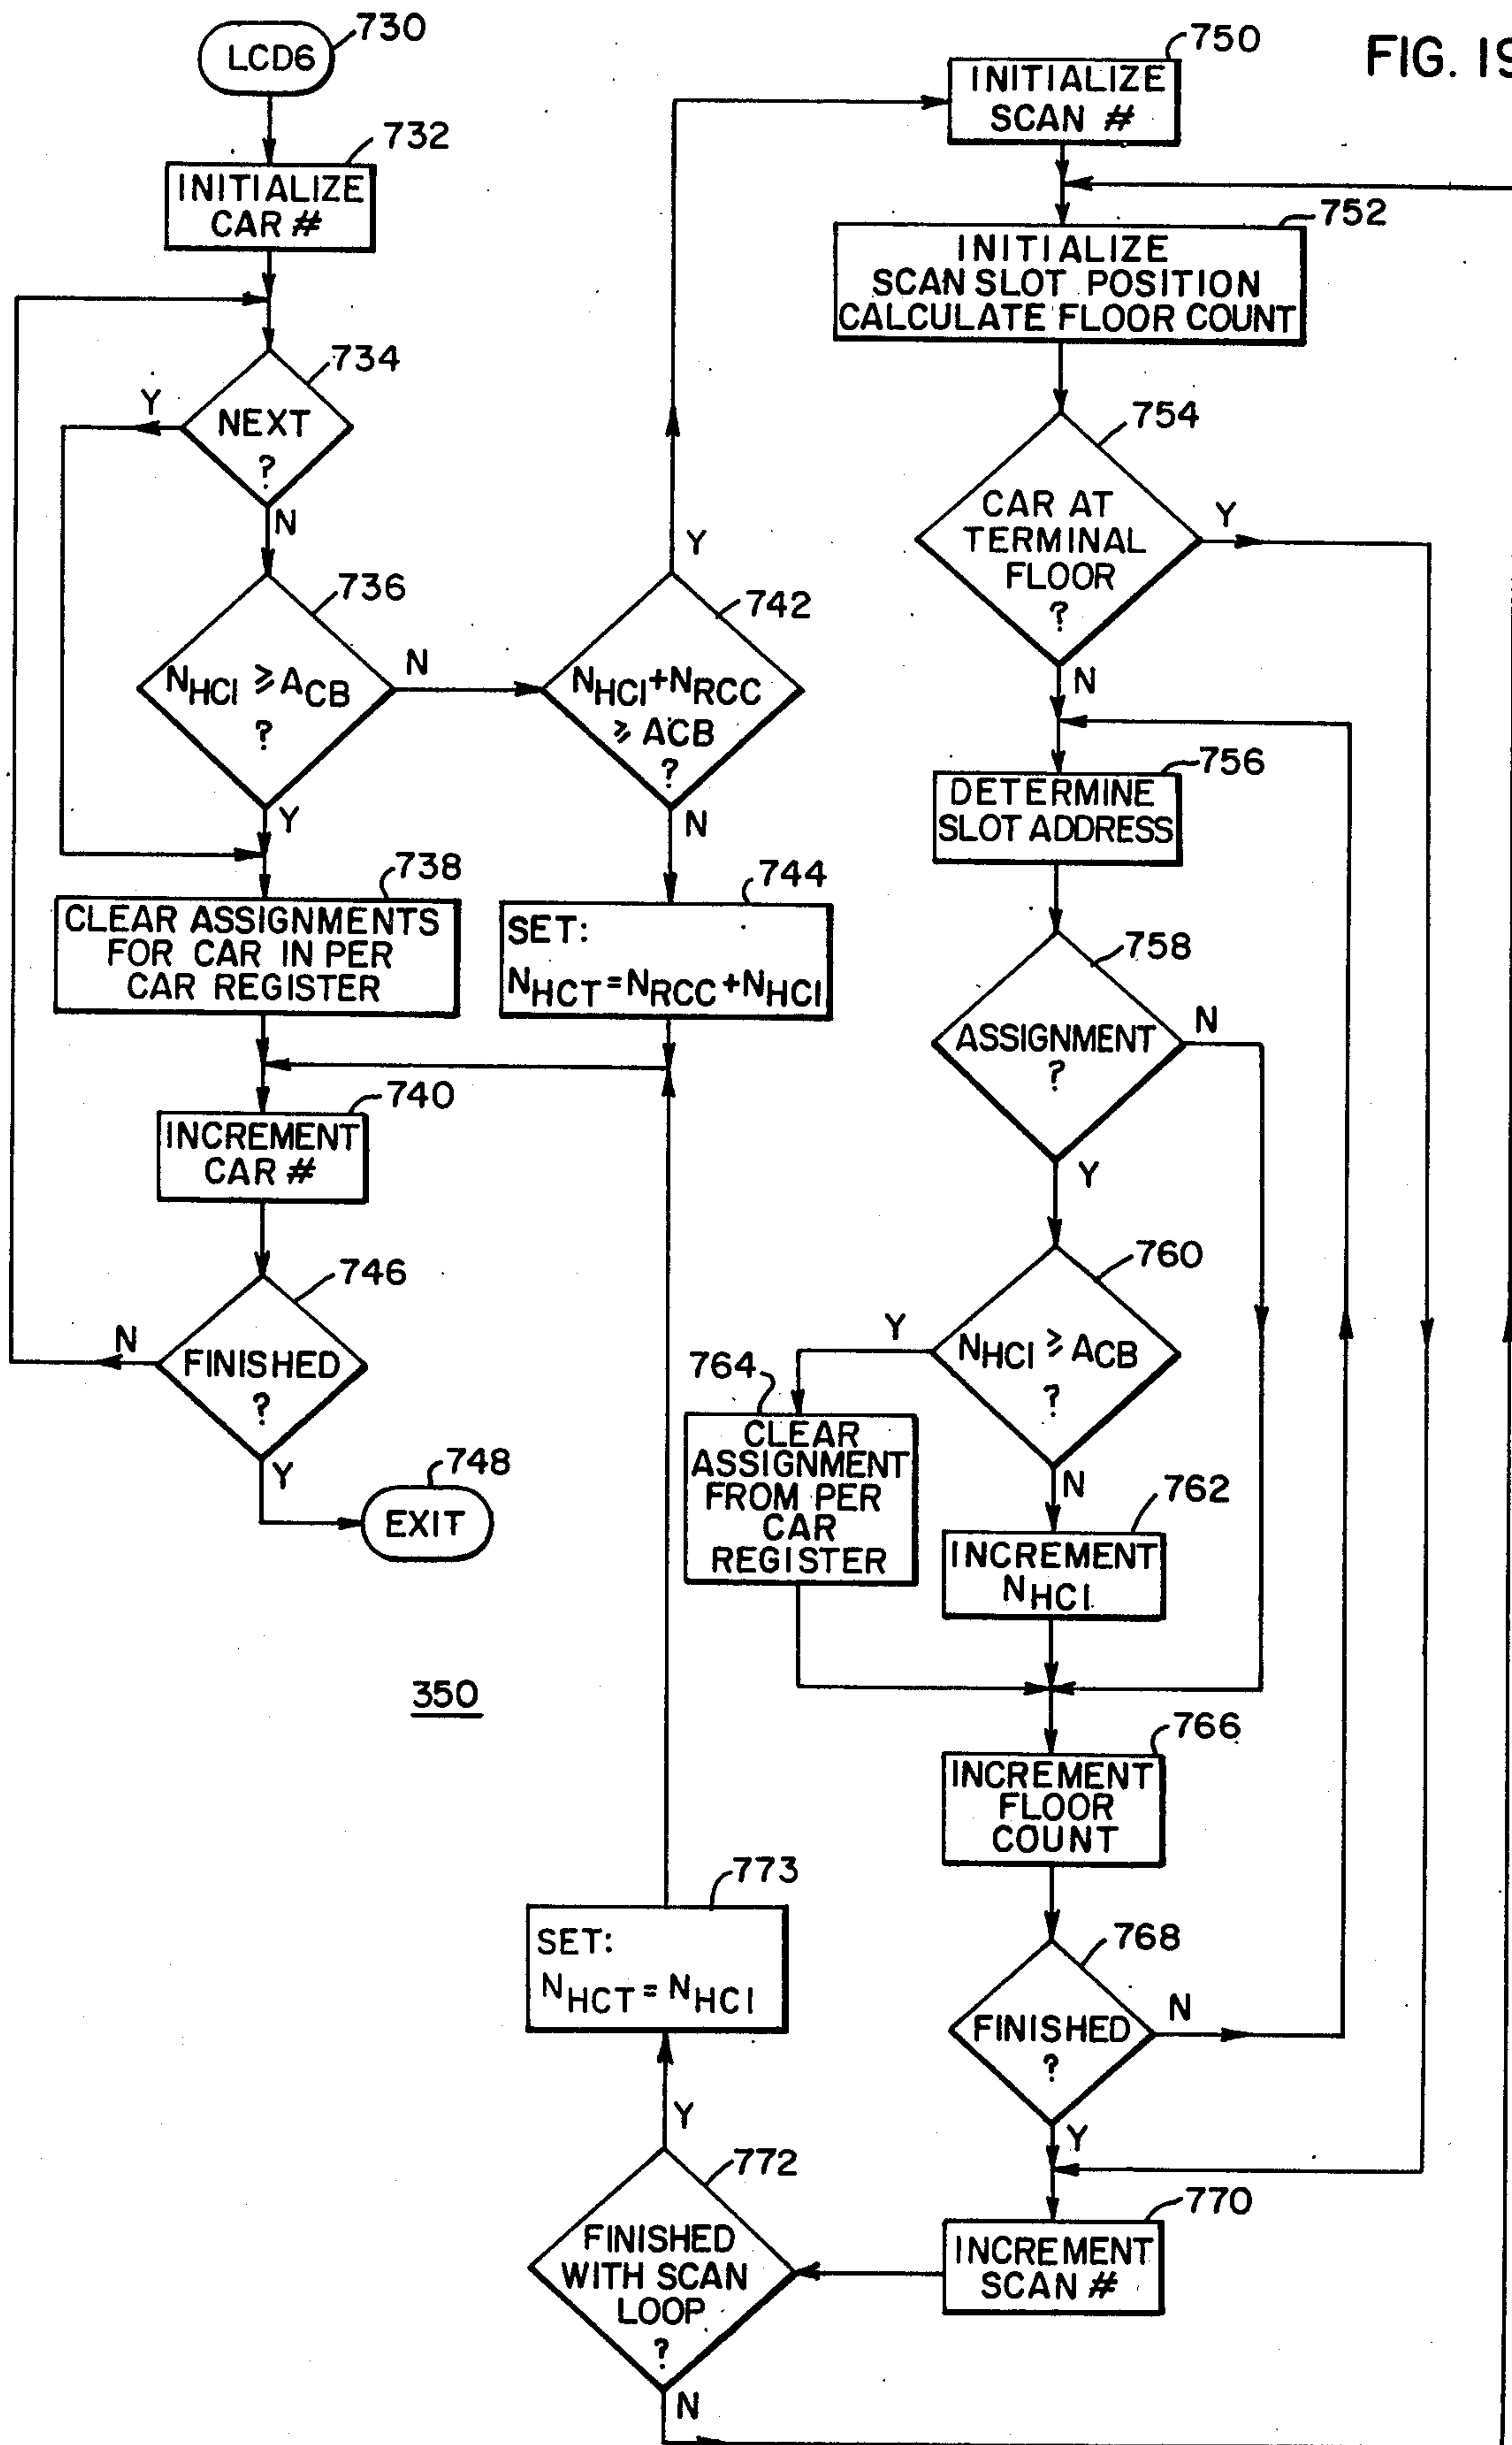 FIG. 19
LCD6
730
INITIALIZE
CAR #
732
NEXT
?
734
Y
N
NHCI ≥ ACB
?
736
N
Y
CLEAR ASSIGNMENTS
FOR CAR IN PER
CAR REGISTER
738
INCREMENT
CAR #
740
FINISHED
?
746
N
Y
EXIT
748
NHCI+NRCC
≥ ACB
?
742
Y
N
SET:
NHCT = NRCC + NHCI
744
INITIALIZE
SCAN #
750
INITIALIZE
SCAN SLOT POSITION
CALCULATE FLOOR COUNT
752
CAR AT
TERMINAL
FLOOR
?
754
Y
N
DETERMINE
SLOT ADDRESS
756
ASSIGNMENT
?
758
N
Y
NHCI ≥ ACB
?
760
Y
N
CLEAR
ASSIGNMENT
FROM PER
CAR
REGISTER
764
INCREMENT
NHCI
762
INCREMENT
FLOOR
COUNT
766
FINISHED
?
768
N
Y
INCREMENT
SCAN #
770
FINISHED
WITH SCAN
LOOP
?
772
Y
N
SET:
NHCT = NHCI
773
350